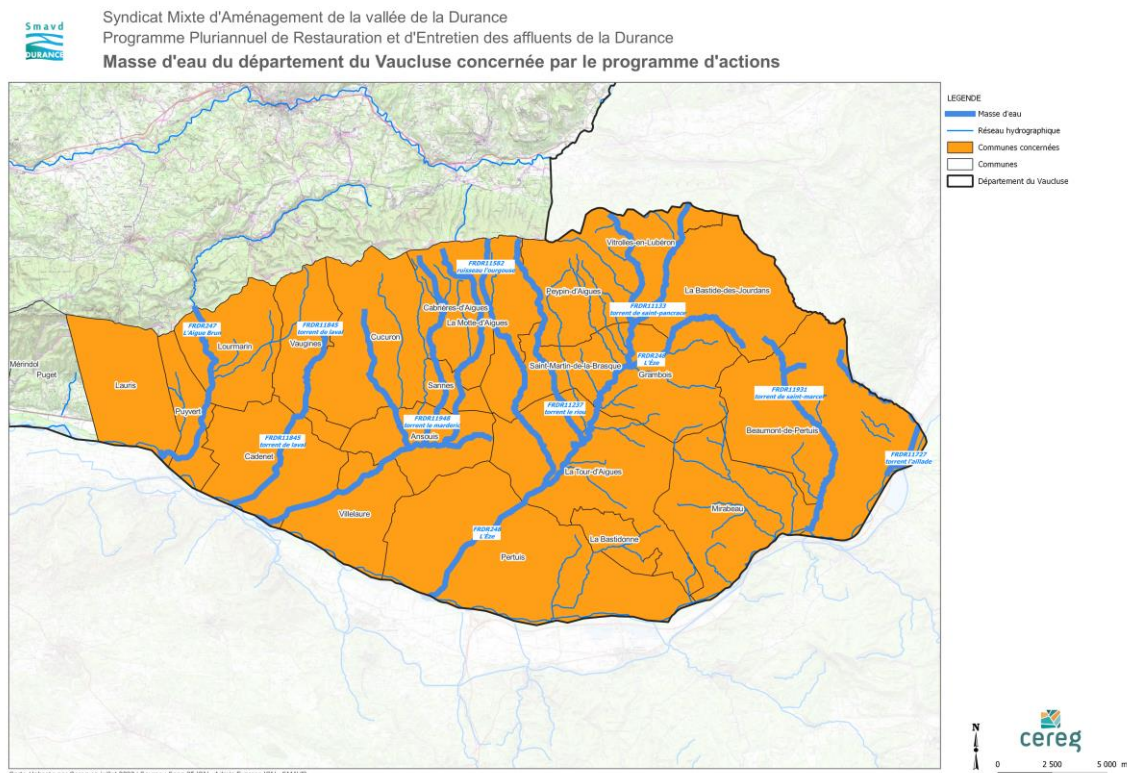 Smavd
DURANCE
Syndicat Mixte d'Aménagement de la vallée de la Durance
Programme Pluriannuel de Restauration et d'Entretien des affluents de la Durance
Masse d'eau du département du Vaucluse concernée par le programme d'actions
LEGENDE
Masse d'eau
Réseau hydrographique
Communes concernées
Communes
Département du Vaucluse
Vitrolles-en-Lubéron
FRDR11582
ruisseau l'ourgouse
Peypin-d'Aigues
La Bastide-des-Jourdans
Cabrières-d'Aigues
FRDR11133
torrent de saint-pancrace
La Motte-d'Aigues
FRDR247
L'Aigue Brun
FRDR11845
torrent de laval
Lourmarin
Vaugines
Cucuron
FRDR248
L'Èze
Mérindol
Puget
Saint-Martin-de-la-Brasque
Grambois
Lauris
Sannes
FRDR11931
torrent de saint-marcel
Puyvert
FRDR11948
torrent le marderic
FRDR11237
torrent le riou
Ansouis
Beaumont-de-Pertuis
FRDR11845
torrent de laval
Cadenet
FRDR11727
torrent l'aillade
La Tour-d'Aigues
Villelaure
Mirabeau
FRDR248
L'Èze
La Bastidonne
Pertuis
N
cereg
0 2 500 5 000 m